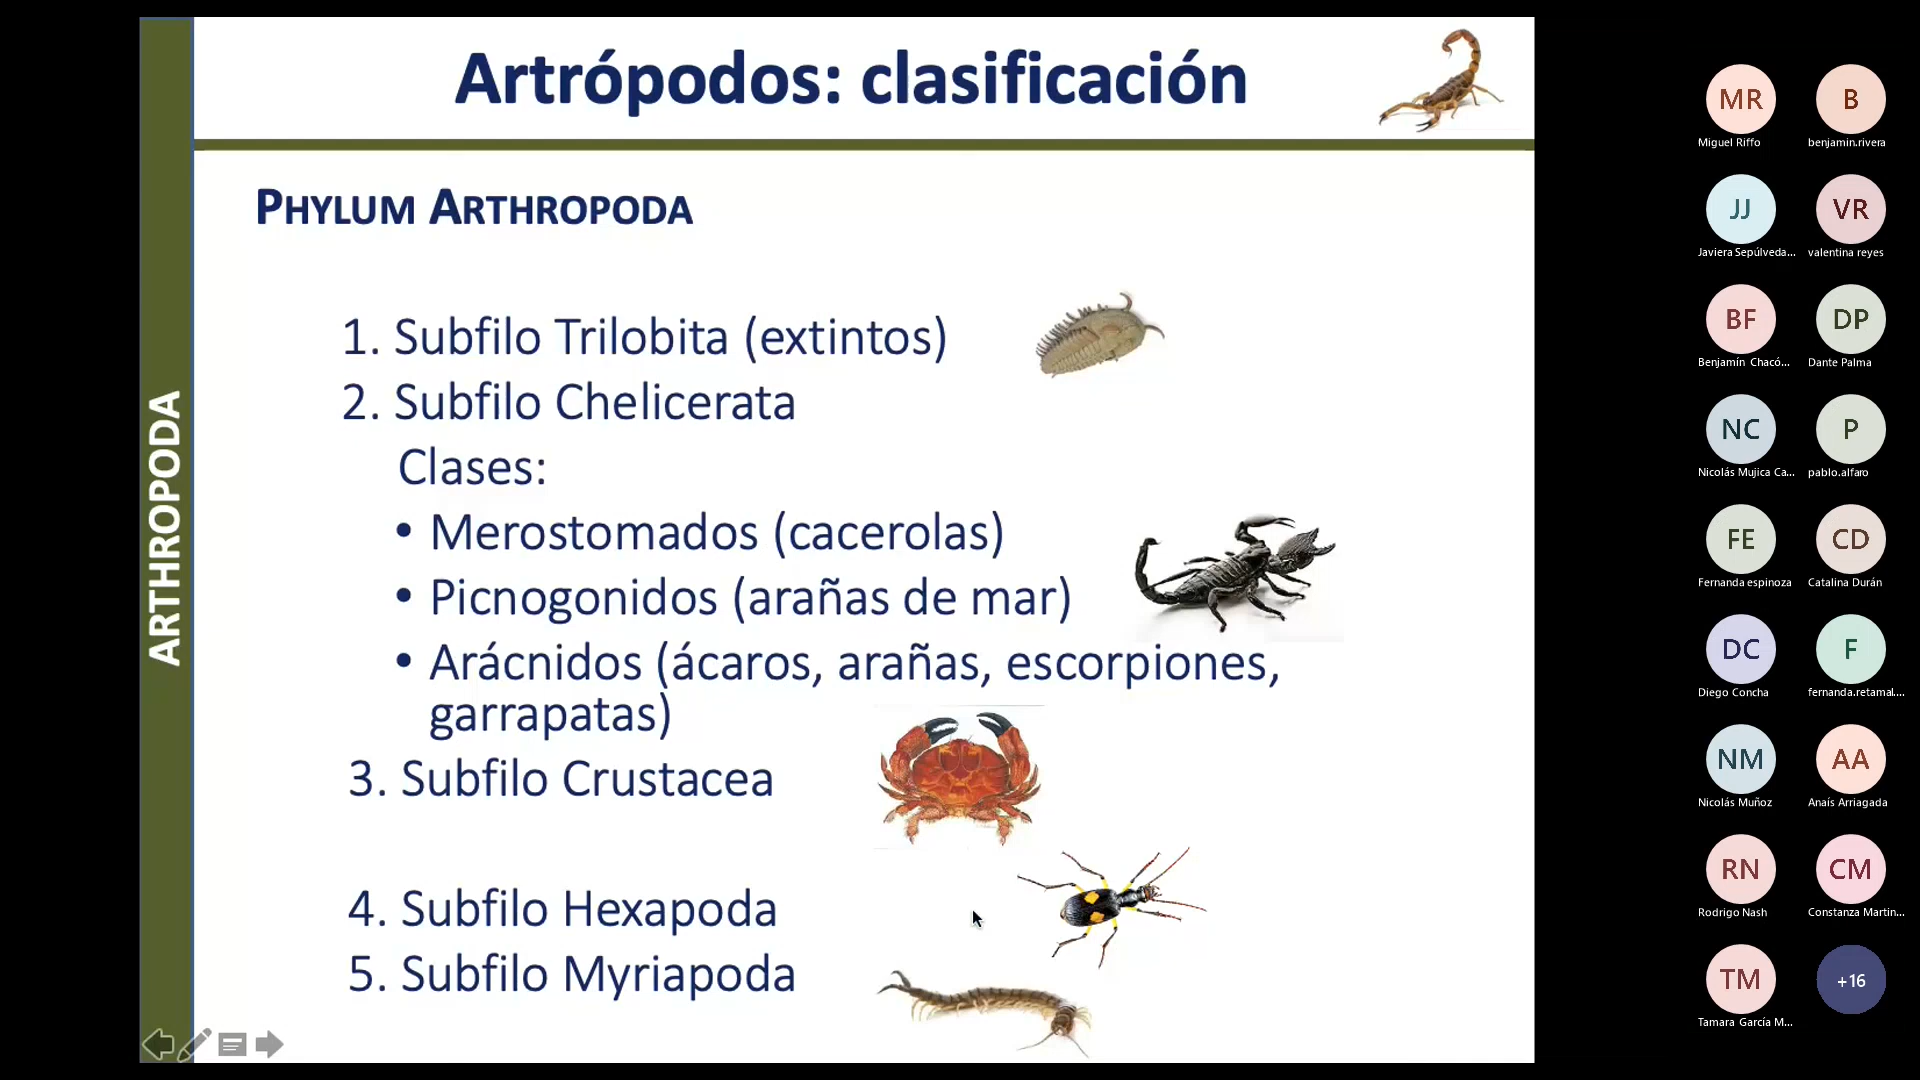 Artrópodos: clasificación
ARTHROPODA
PHYLUM ARTHROPODA
1. Subfilo Trilobita (extintos)
2. Subfilo Chelicerata
Clases:
• Merostomados (cacerolas)
• Picnogonidos (arañas de mar)
• Arácnidos (ácaros, arañas, escorpiones,
garrapatas)
3. Subfilo Crustacea
4. Subfilo Hexapoda
5. Subfilo Myriapoda
MR
Miguel Riffo
B
benjamin.rivera
JJ
Javiera Sepúlveda...
VR
valentina reyes
BF
Benjamín Chacó...
DP
Dante Palma
NC
Nicolás Mujica Ca...
P
pablo.alfaro
FE
Fernanda espinoza
CD
Catalina Durán
DC
Diego Concha
F
fernanda.retamal....
NM
Nicolás Muñoz
AA
Anaís Arriagada
RN
Rodrigo Nash
CM
Constanza Martin...
TM
Tamara García M...
+16